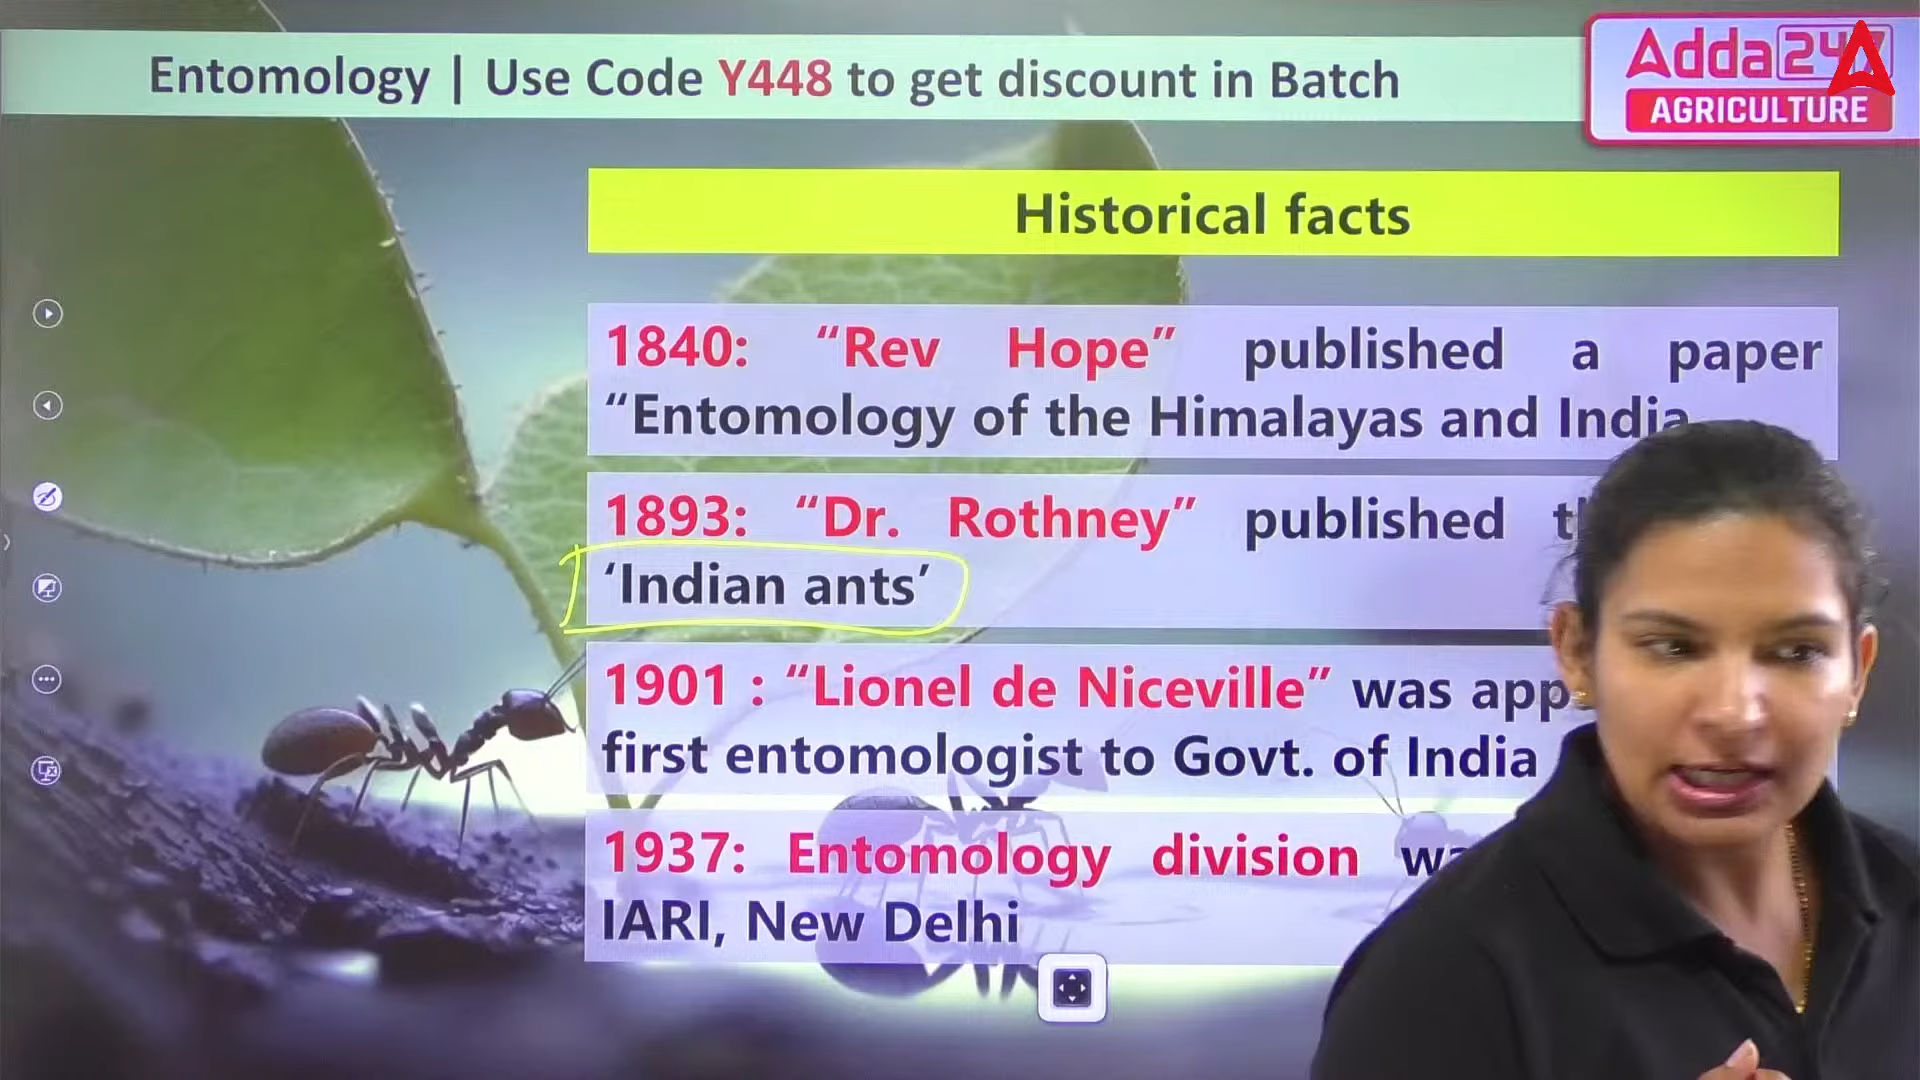 Entomology | Use Code Y448 to get discount in Batch
Adda 247
AGRICULTURE
Historical facts
1840: “Rev Hope” published a paper
“Entomology of the Himalayas and India
1893: “Dr. Rothney” published
‘Indian ants’
1901 : “Lionel de Niceville” was
first entomologist to Govt. of India
1937: Entomology division
IARI, New Delhi